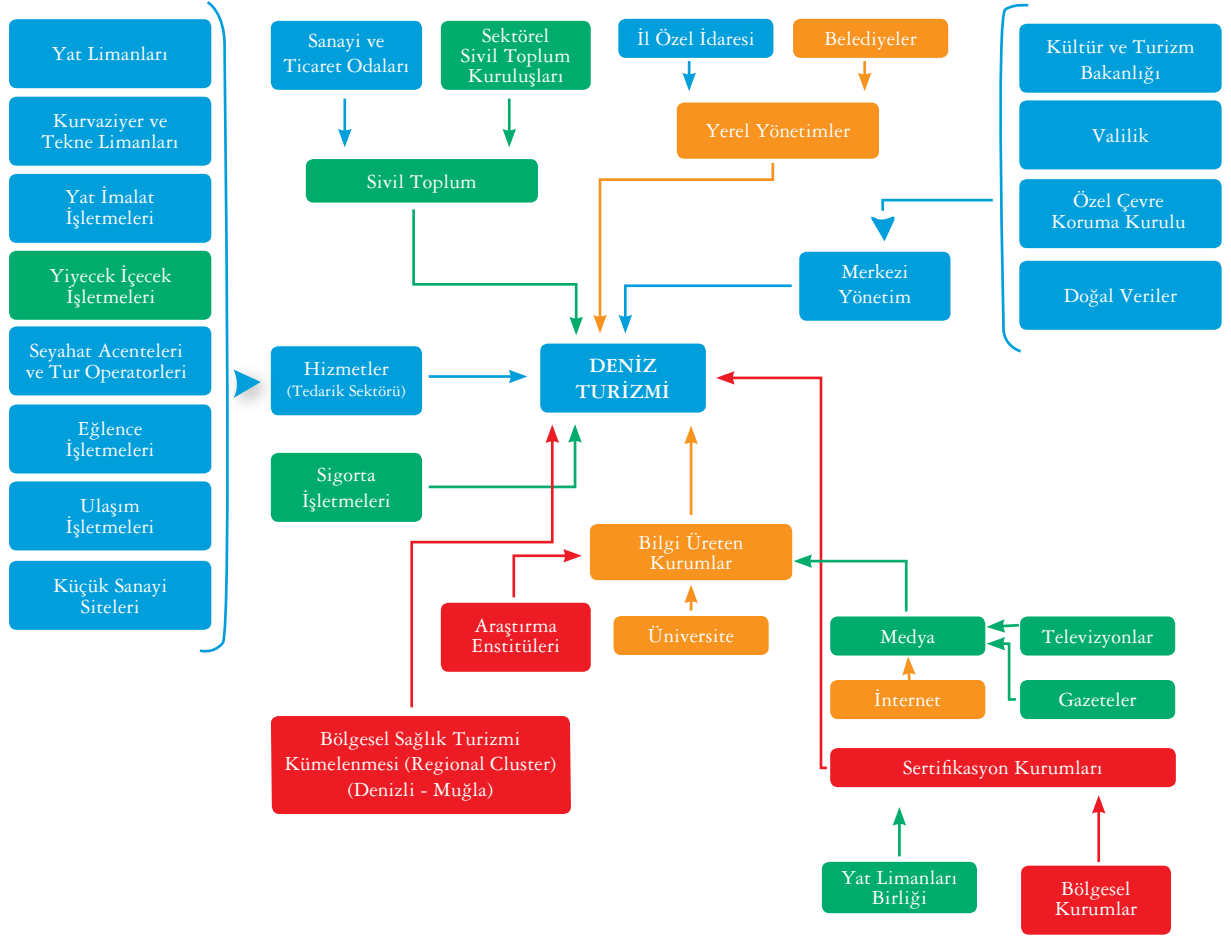 Yat Limanları
Kurvaziyer ve
Tekne Limanları
Yat İmalat
İşletmeleri
Yiyecek İçecek
İşletmeleri
Seyahat Acenteleri
ve Tur Operatorleri
Eğlence
İşletmeleri
Ulaşım
İşletmeleri
Küçük Sanayi
Siteleri
Sanayi ve
Ticaret Odaları
Sektörel
Sivil Toplum
Kuruluşları
Sivil Toplum
İl Özel İdaresi
Belediyeler
Yerel Yönetimler
Kültür ve Turizm
Bakanlığı
Valilik
Özel Çevre
Koruma Kurulu
Doğal Veriler
Merkezi
Yönetim
Hizmetler
(Tedarik Sektörü)
DENİZ
TURİZMİ
Sigorta
İşletmeleri
Bilgi Üreten
Kurumlar
Araştırma
Enstitüleri
Üniversite
Medya
Televizyonlar
İnternet
Gazeteler
Bölgesel Sağlık Turizmi
Kümelenmesi (Regional Cluster)
(Denizli - Muğla)
Sertifikasyon Kurumları
Yat Limanları
Birliği
Bölgesel
Kurumlar